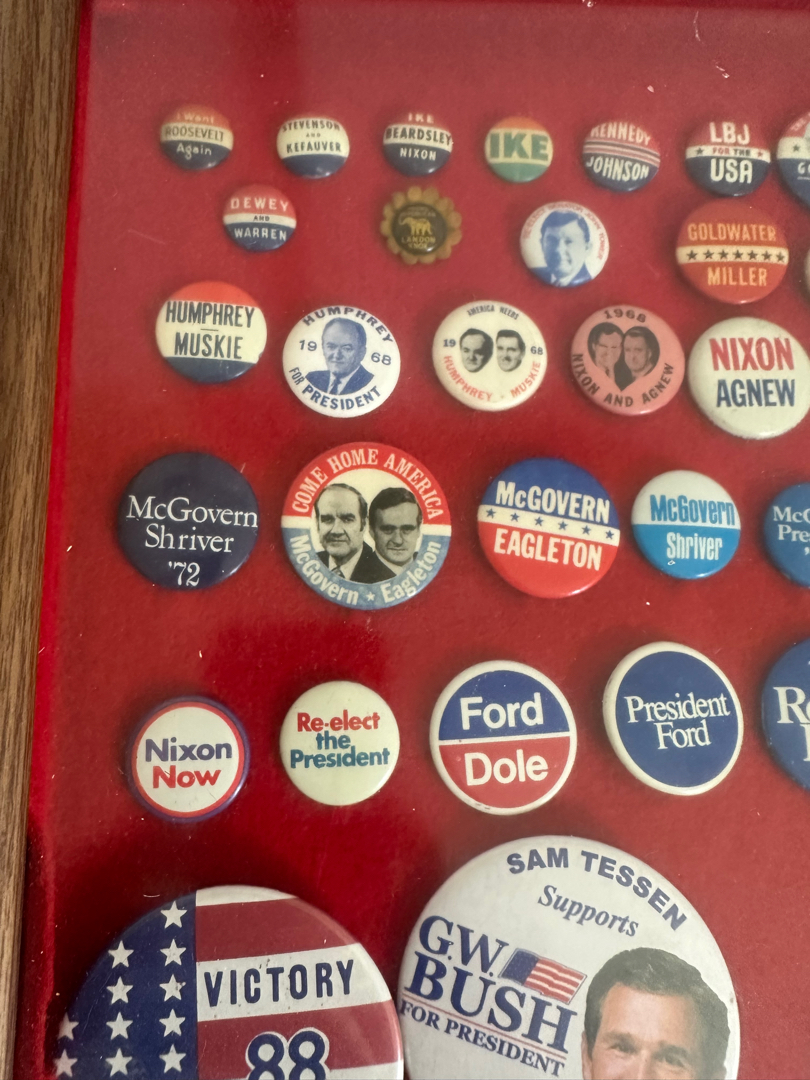 I Want
ROOSEVELT
Again
STEVENSON
AND
KEFAUVER
IKE
BEARDSLEY
NIXON
IKE
KENNEDY
JOHNSON
LBJ
FOR THE
USA
DEWEY
AND
WARREN
LANDON
KNOX
GOLDWATER
MILLER
HUMPHREY
MUSKIE
HUMPHREY
19 68
FOR PRESIDENT
AMERICA NEEDS
19 68
HUMPHREY - MUSKIE
1968
NIXON AND AGNEW
NIXON
AGNEW
McGovern
Shriver
'72
COME HOME AMERICA
McGovern ★ Eagleton
McGOVERN
EAGLETON
McGovern
Shriver
Nixon
Now
Re-elect
the
President
Ford
Dole
President
Ford
VICTORY
88
SAM TESSEN
Supports
G.W.
BUSH
FOR PRESIDENT